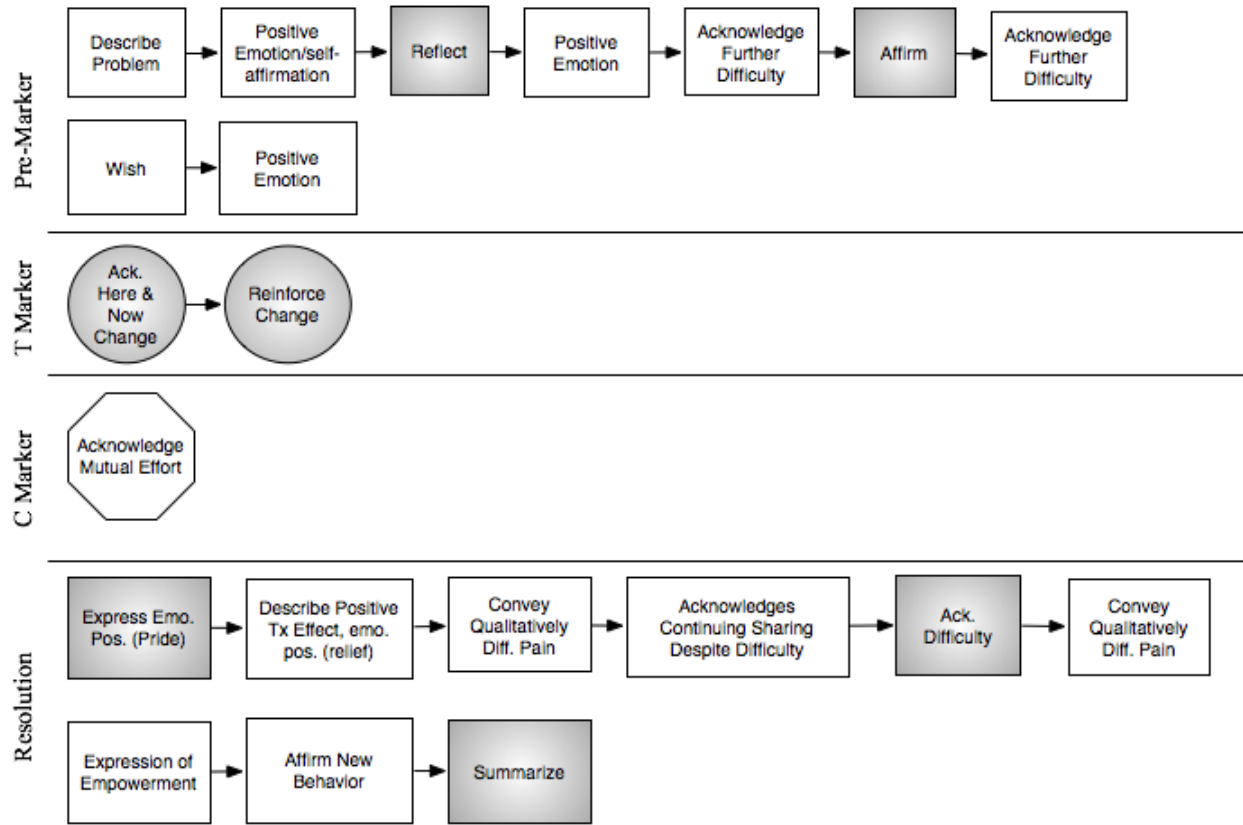 Pre-Marker
Describe
Problem
Positive
Emotion/self-
affirmation
Reflect
Positive
Emotion
Acknowledge
Further
Difficulty
Affirm
Acknowledge
Further
Difficulty
Wish
Positive
Emotion
T Marker
Ack.
Here &
Now
Change
Reinforce
Change
C Marker
Acknowledge
Mutual Effort
Resolution
Express Emo.
Pos. (Pride)
Describe Positive
Tx Effect, emo.
pos. (relief)
Convey
Qualitatively
Diff. Pain
Acknowledges
Continuing Sharing
Despite Difficulty
Ack.
Difficulty
Convey
Qualitatively
Diff. Pain
Expression of
Empowerment
Affirm New
Behavior
Summarize